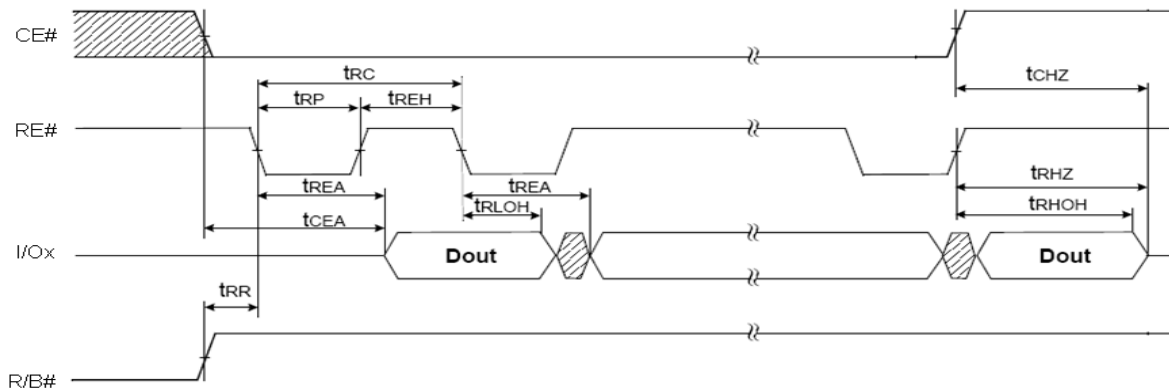 CE#
tRC
tCHZ
tRP
tREH
RE#
tREA
tREA
tRHZ
tCEA
tRLOH
tRHOH
I/Ox
Dout
Dout
tRR
R/B#